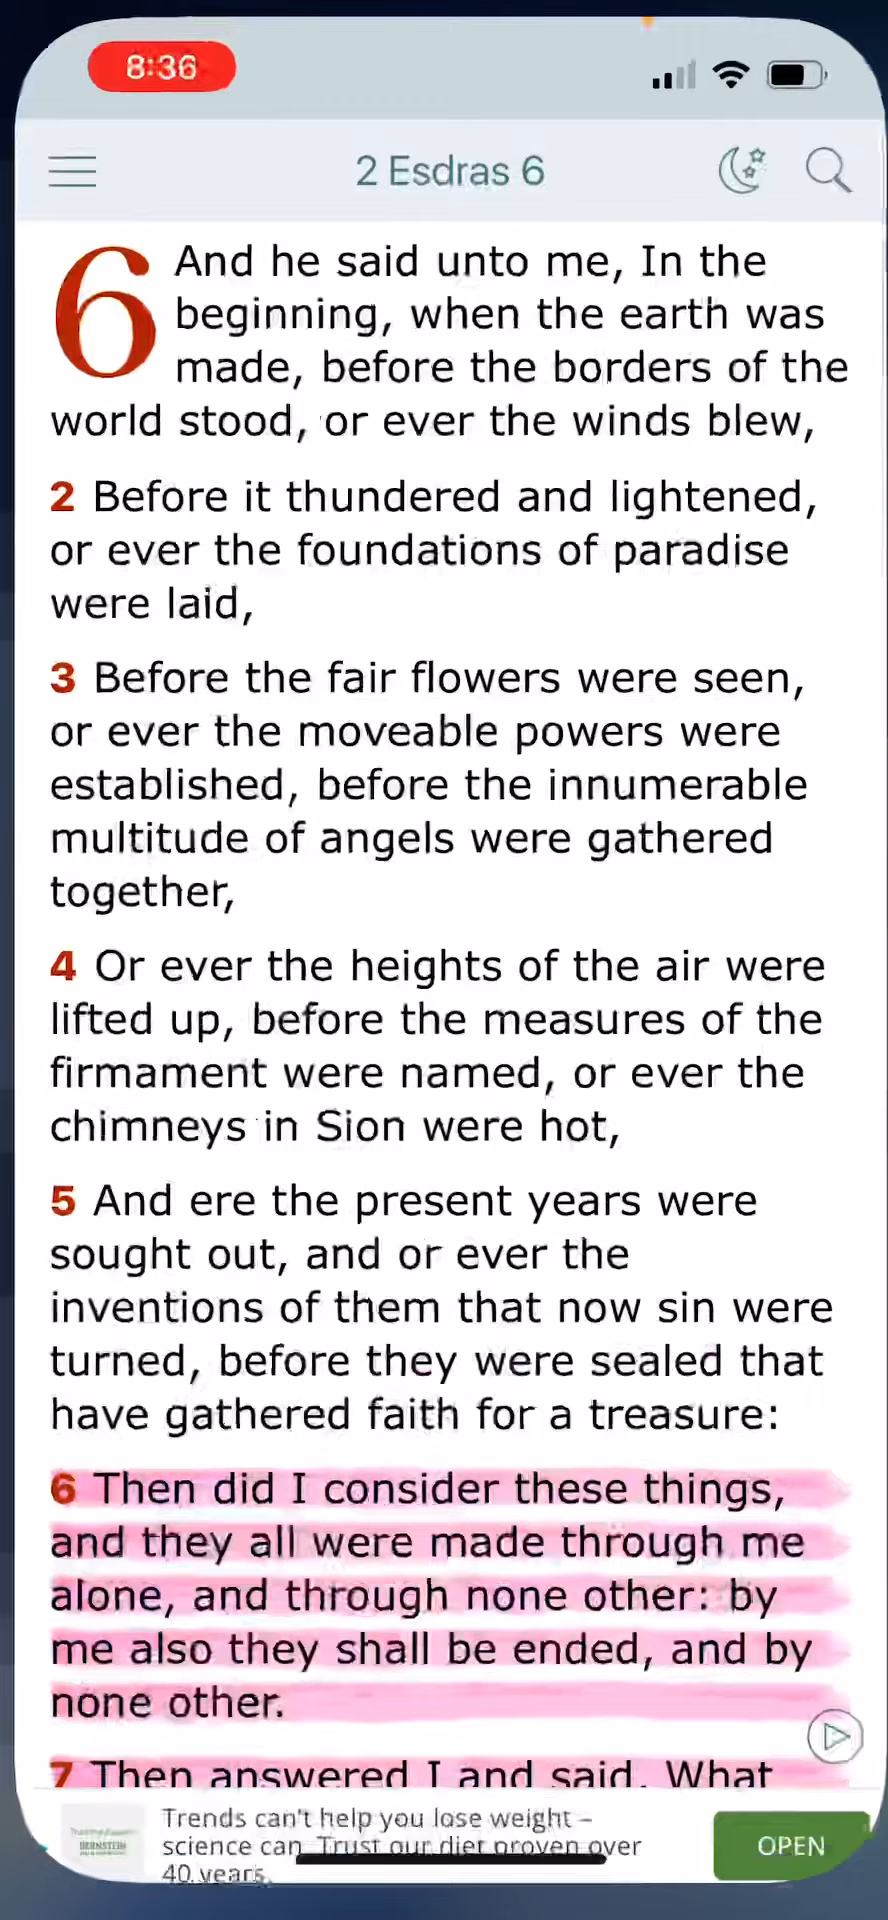 8:36
2 Esdras 6
6 And he said unto me, In the
beginning, when the earth was
made, before the borders of the
world stood, or ever the winds blew,
2 Before it thundered and lightened,
or ever the foundations of paradise
were laid,
3 Before the fair flowers were seen,
or ever the moveable powers were
established, before the innumerable
multitude of angels were gathered
together,
4 Or ever the heights of the air were
lifted up, before the measures of the
firmament were named, or ever the
chimneys in Sion were hot,
5 And ere the present years were
sought out, and or ever the
inventions of them that now sin were
turned, before they were sealed that
have gathered faith for a treasure:
6 Then did I consider these things,
and they all were made through me
alone, and through none other: by
me also they shall be ended, and by
none other.
7 Then answered I and said, What
Trends can't help you lose weight –
science can. Trust our diet proven over
40 years.
BERNSTEIN
OPEN